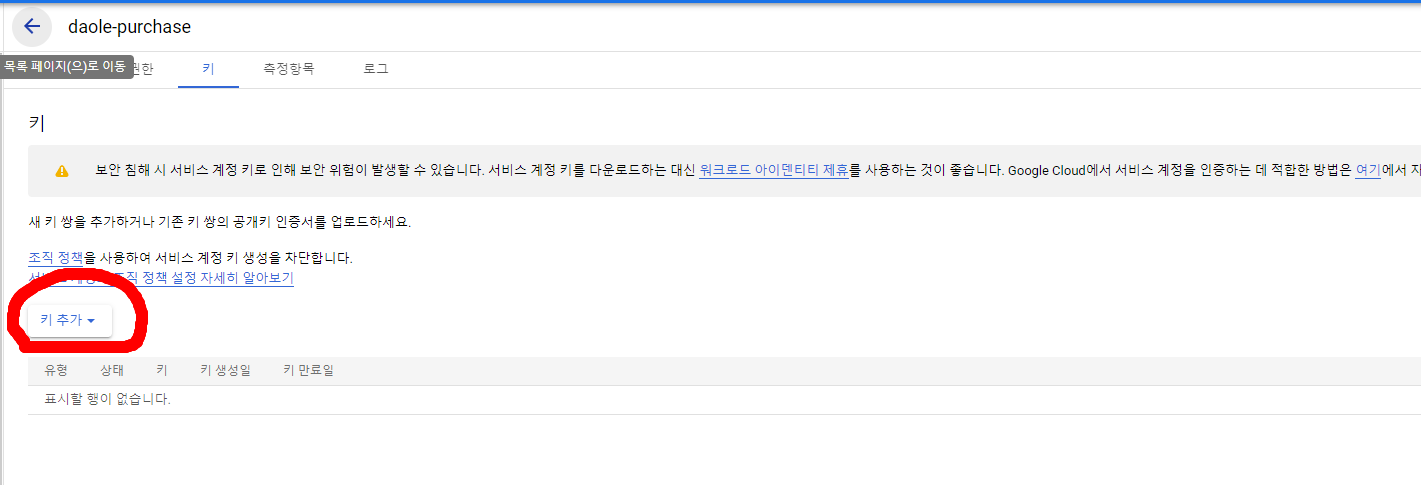 daole-purchase
목록 페이지(으)로 이동
한
키
측정항목
로그
키
보안 침해 시 서비스 계정 키로 인해 보안 위험이 발생할 수 있습니다. 서비스 계정 키를 다운로드하는 대신 워크로드 아이덴티티 제휴를 사용하는 것이 좋습니다. Google Cloud에서 서비스 계정을 인증하는 데 적합한 방법은 여기에서
새 키 쌍을 추가하거나 기존 키 쌍의 공개키 인증서를 업로드하세요.
조직 정책을 사용하여 서비스 계정 키 생성을 차단합니다.
조직 정책 설정 자세히 알아보기
키 추가
유형 상태 키 키 생성일 키 만료일
표시할 행이 없습니다.